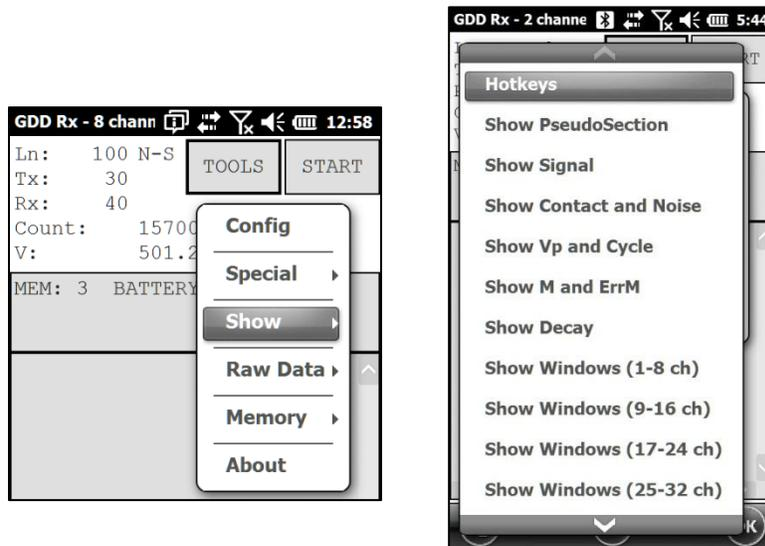 GDD Rx - 8 chann 12:58
Ln: 100 N-S
Tx: 30
Rx: 40
Count: 15700
V: 501.2
MEM: 3 BATTERY
TOOLS
START
Config
Special
Show
Raw Data
Memory
About
GDD Rx - 2 channe 5:44
RT
Hotkeys
Show PseudoSection
Show Signal
Show Contact and Noise
Show Vp and Cycle
Show M and ErrM
Show Decay
Show Windows (1-8 ch)
Show Windows (9-16 ch)
Show Windows (17-24 ch)
Show Windows (25-32 ch)
K